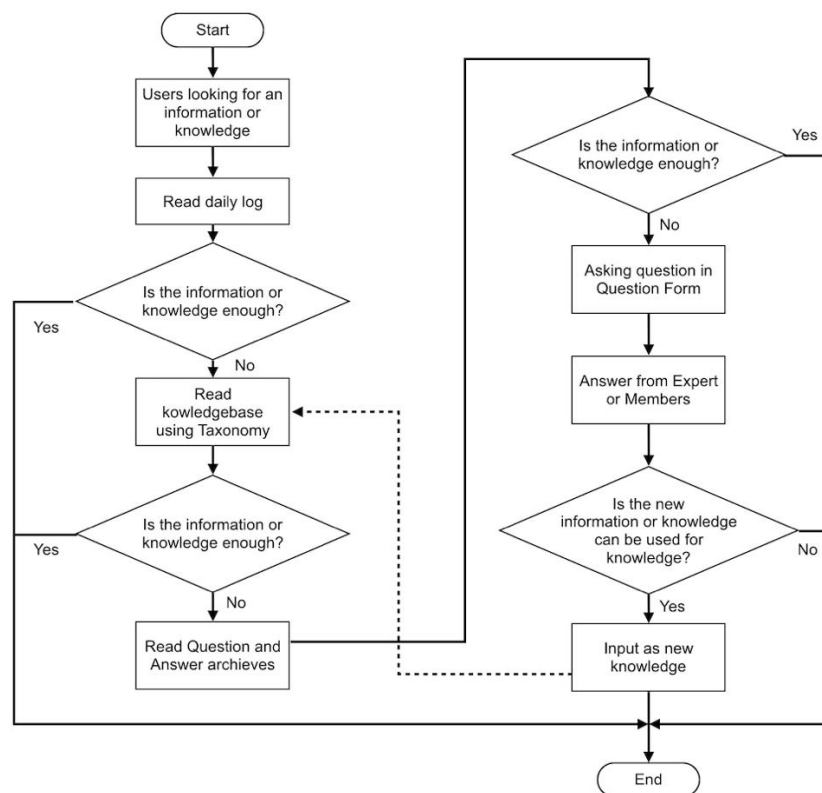 Start
Users looking for an
information or
knowledge
Read daily log
Is the information or
knowledge enough?
Yes
No
Read
kowledgebase
using Taxonomy
Is the information or
knowledge enough?
Yes
No
Read Question and
Answer archieves
Is the information or
knowledge enough?
Yes
No
Asking question in
Question Form
Answer from Expert
or Members
Is the new
information or knowledge
can be used for
knowledge?
No
Yes
Input as new
knowledge
End